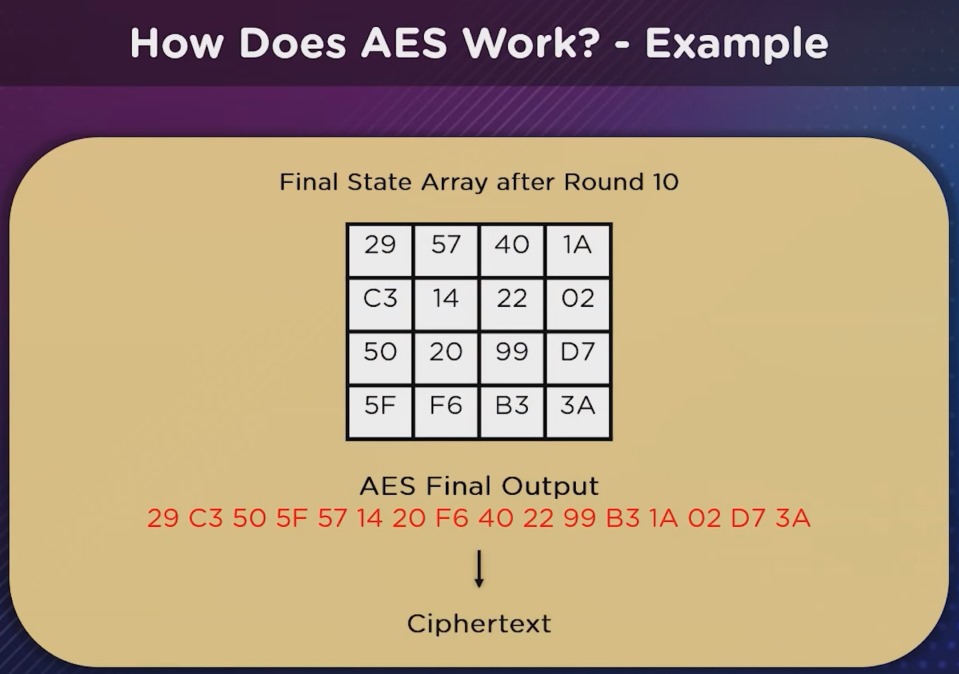 How Does AES Work? - Example
Final State Array after Round 10
29 57 40 1A
C3 14 22 02
50 20 99 D7
5F F6 B3 3A
AES Final Output
29 C3 50 5F 57 14 20 F6 40 22 99 B3 1A 02 D7 3A
Ciphertext